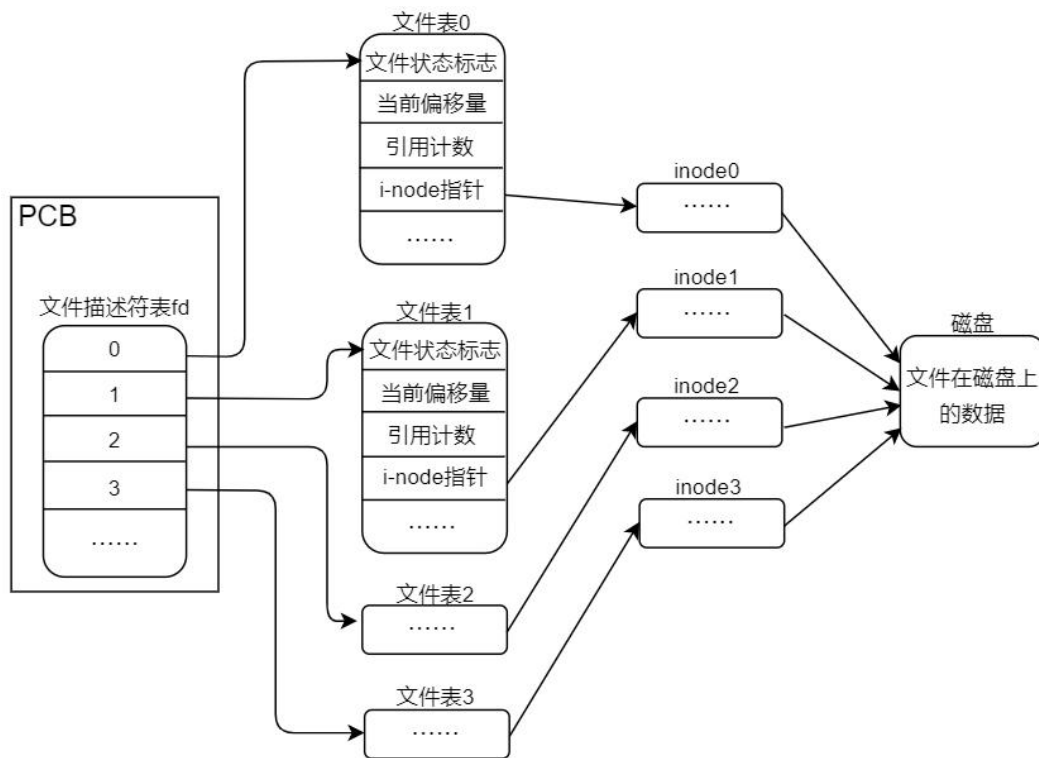 PCB
文件描述符表fd
0
1
2
3
……
文件表0
文件状态标志
当前偏移量
引用计数
i-node指针
……
文件表1
文件状态标志
当前偏移量
引用计数
i-node指针
……
文件表2
……
文件表3
……
inode0
……
inode1
……
inode2
……
inode3
……
磁盘
文件在磁盘上
的数据